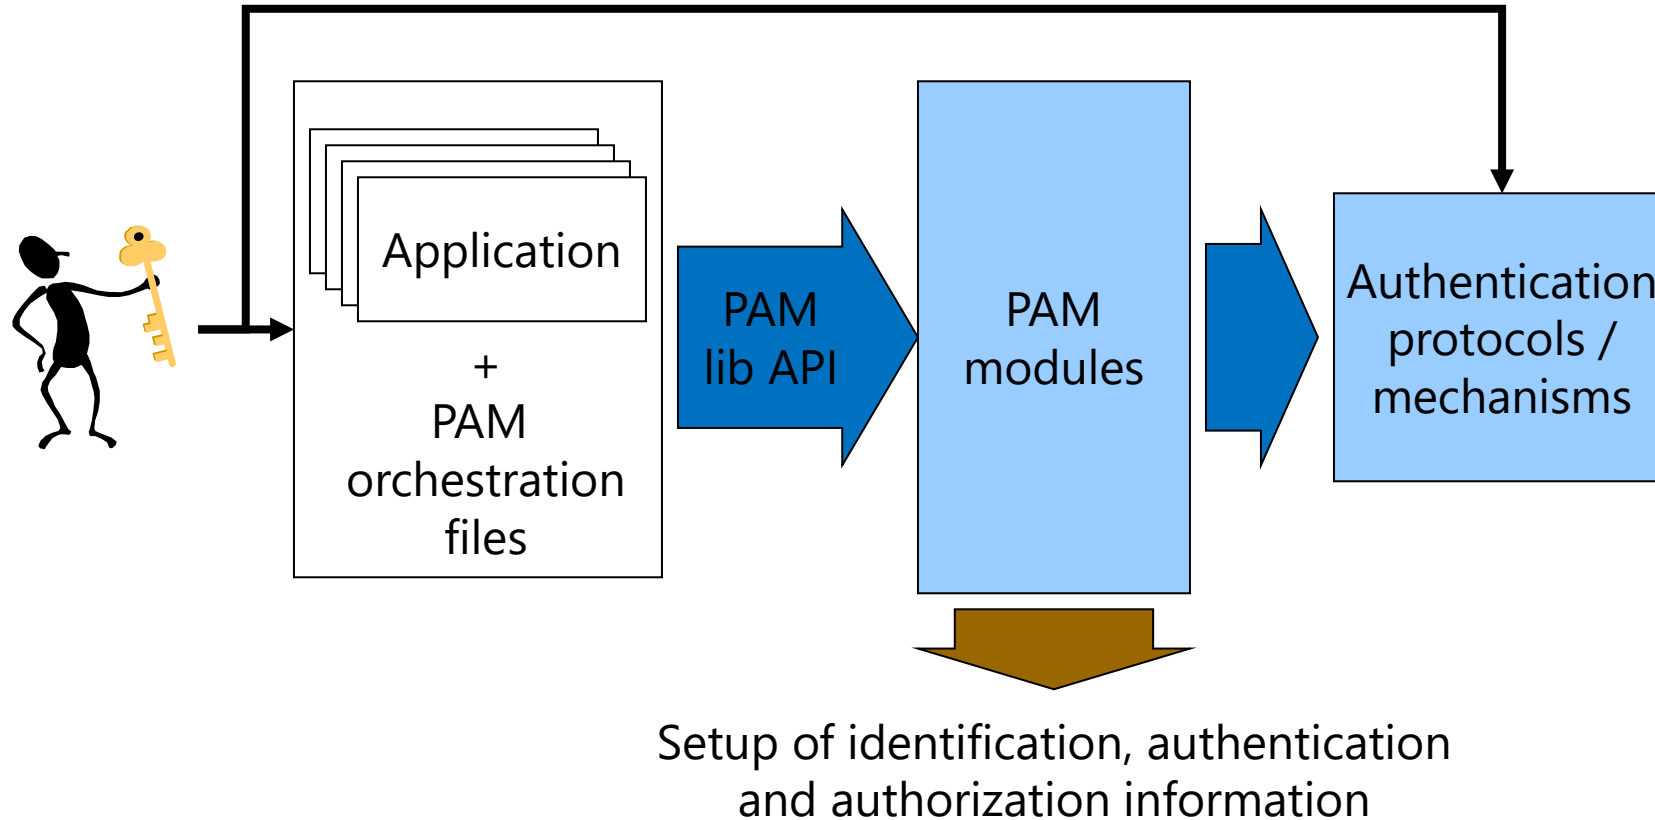 Application
+
PAM
orchestration
files
PAM
lib API
PAM
modules
Authentication
protocols /
mechanisms
Setup of identification, authentication
and authorization information